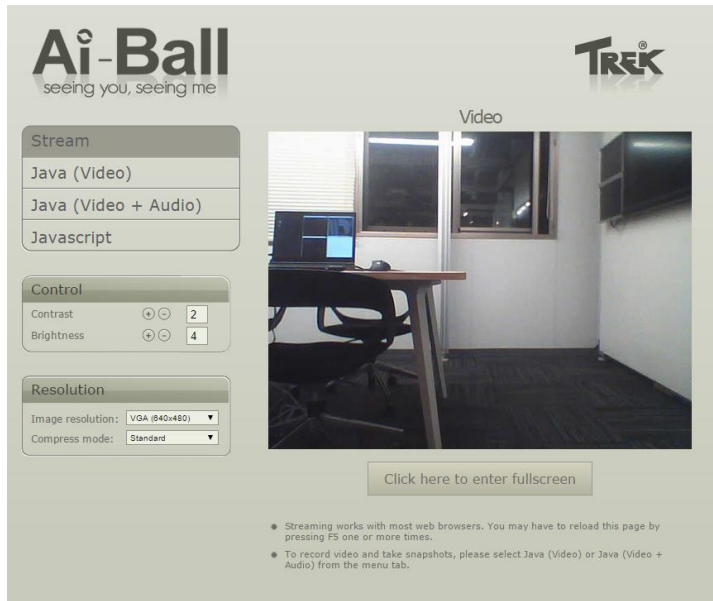 Ai-Ball
seeing you, seeing me
TREK®
Stream
Java (Video)
Java (Video + Audio)
Javascript
Control
Contrast + - 2
Brightness + - 4
Resolution
Image resolution: VGA (640x480) ▼
Compress mode: Standard ▼
Video
Click here to enter fullscreen
Streaming works with most web browsers. You may have to reload this page by
pressing F5 one or more times.
To record video and take snapshots, please select Java (Video) or Java (Video +
Audio) from the menu tab.